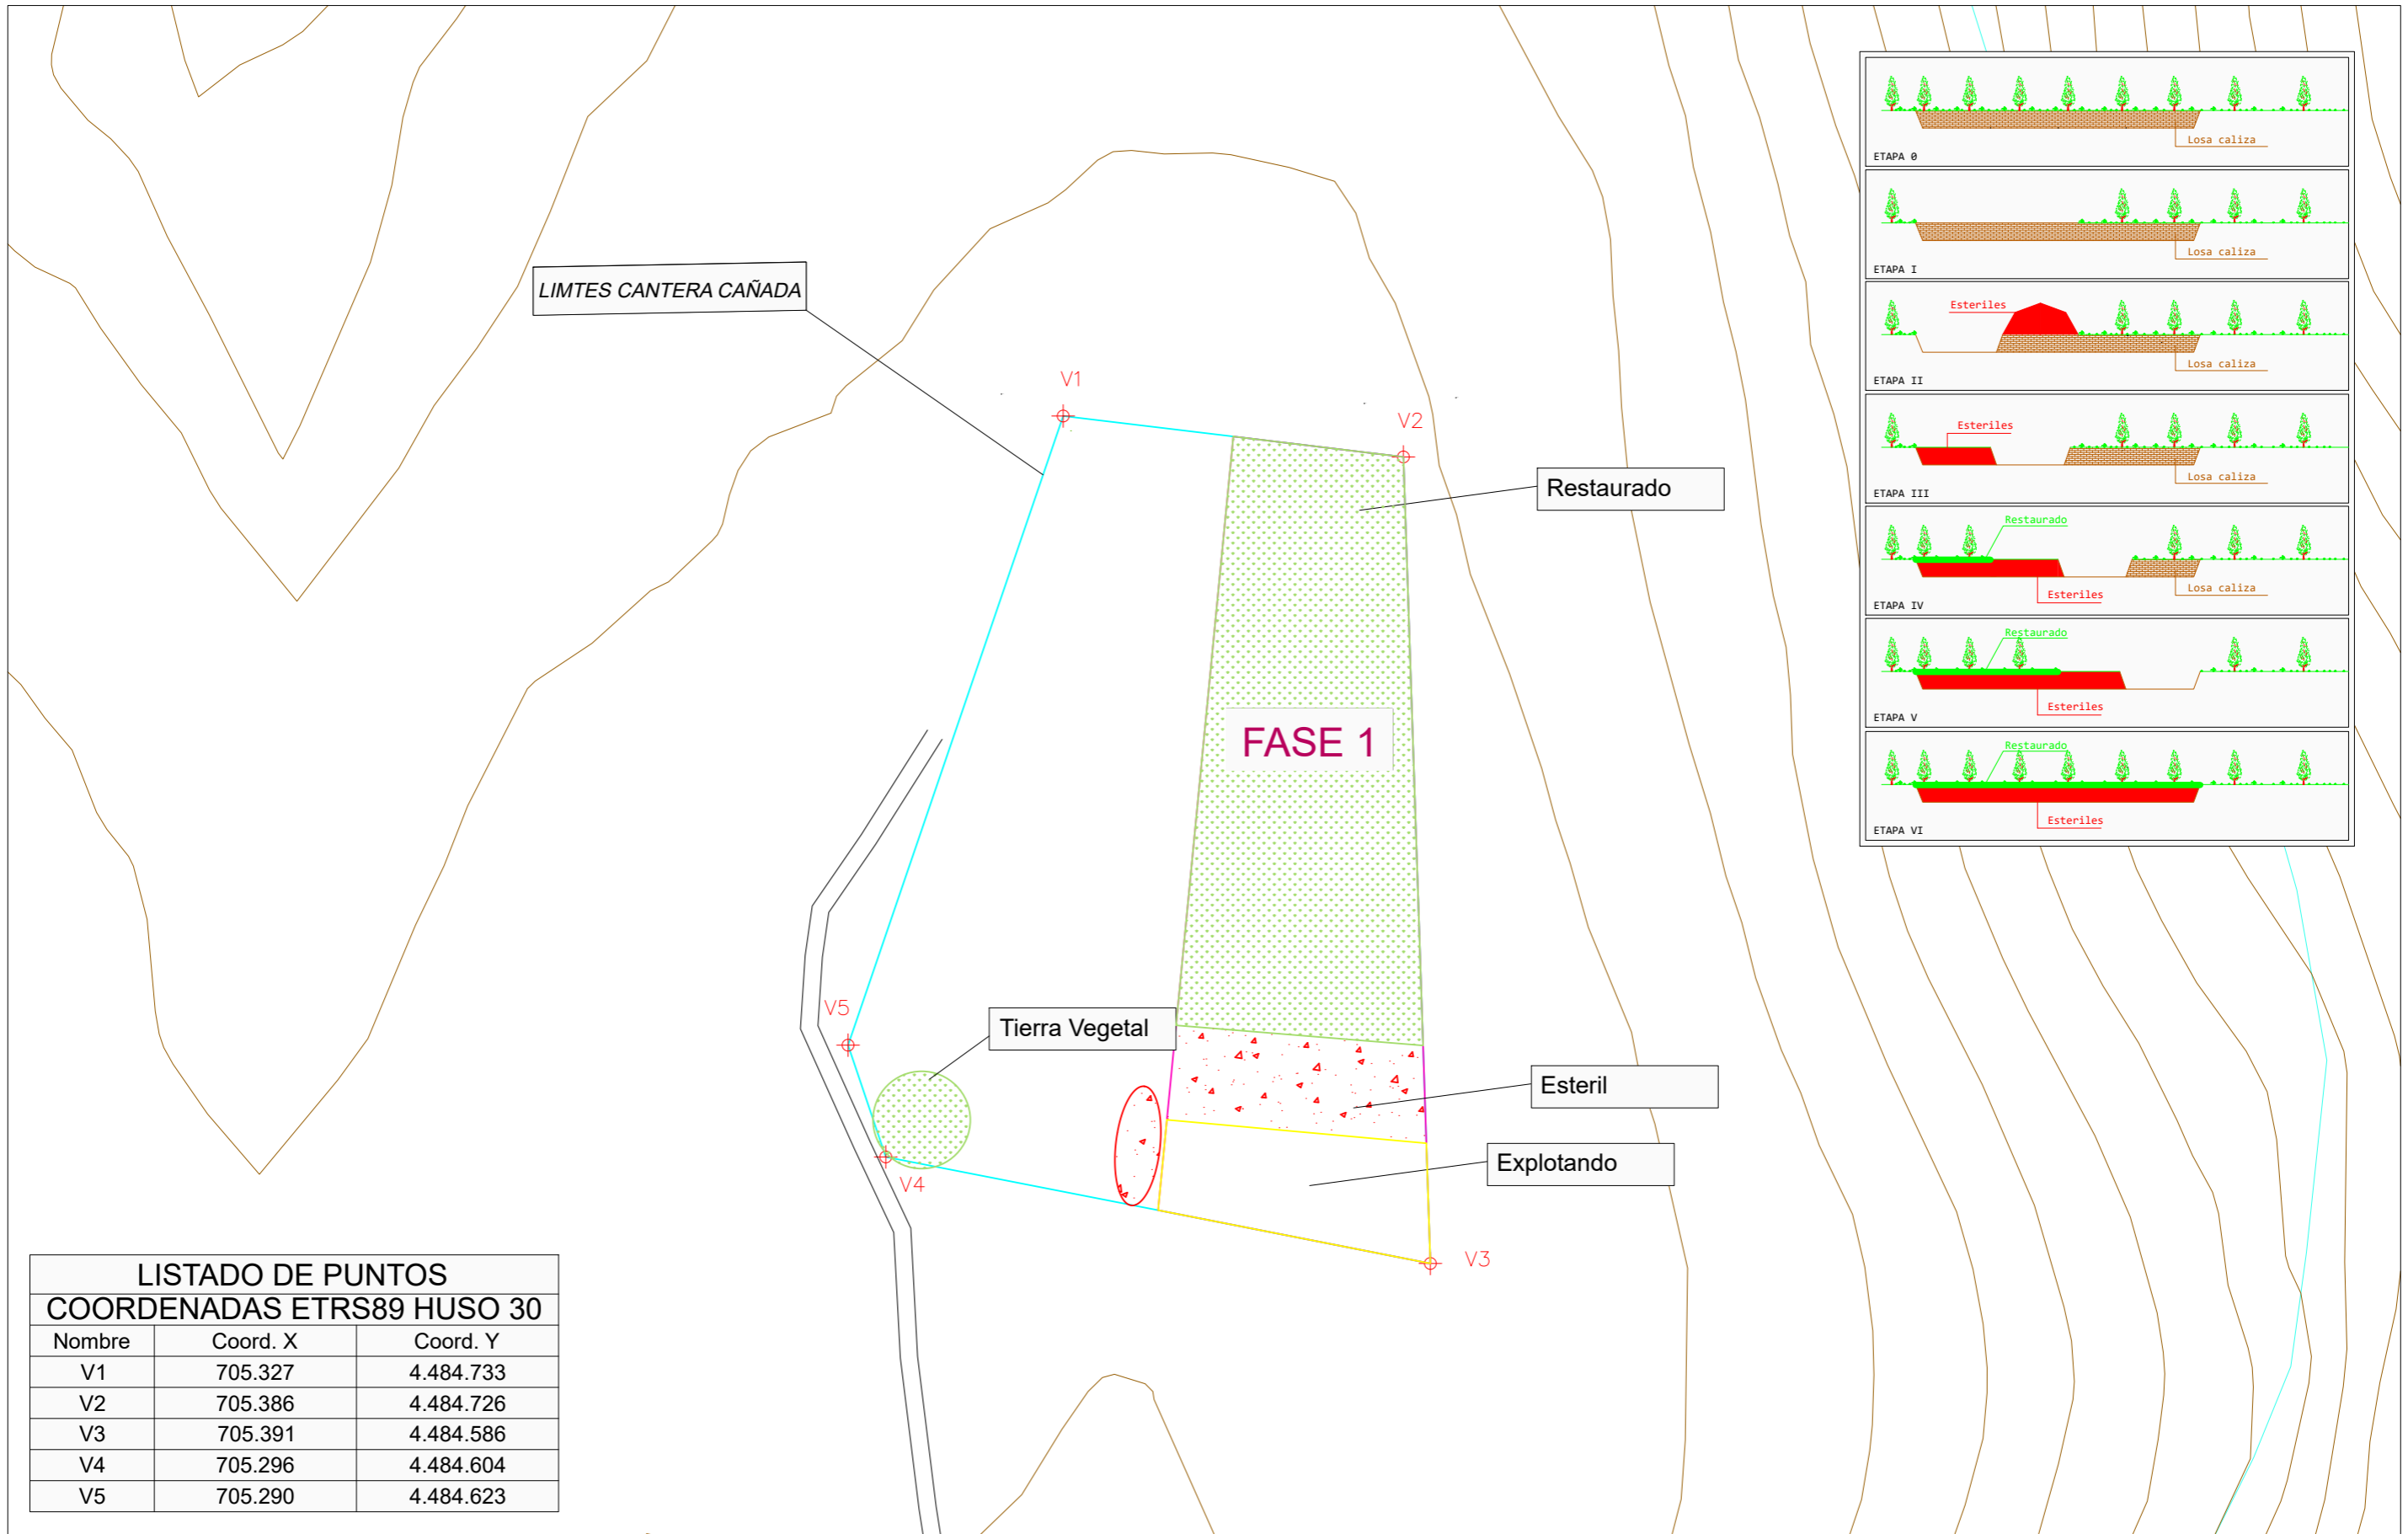 LIMTES CANTERA CAÑADA
V1
V2
Restaurado
FASE 1
V5
Tierra Vegetal
Esteril
Explotando
V4
V3
Losa caliza
ETAPA 0
Losa caliza
ETAPA I
Esteriles
Losa caliza
ETAPA II
Esteriles
Losa caliza
ETAPA III
Restaurado
Losa caliza
Esteriles
ETAPA IV
Restaurado
Esteriles
ETAPA V
Restaurado
Esteriles
ETAPA VI
LISTADO DE PUNTOS
COORDENADAS ETRS89 HUSO 30
Nombre Coord. X Coord. Y
V1 705.327 4.484.733
V2 705.386 4.484.726
V3 705.391 4.484.586
V4 705.296 4.484.604
V5 705.290 4.484.623